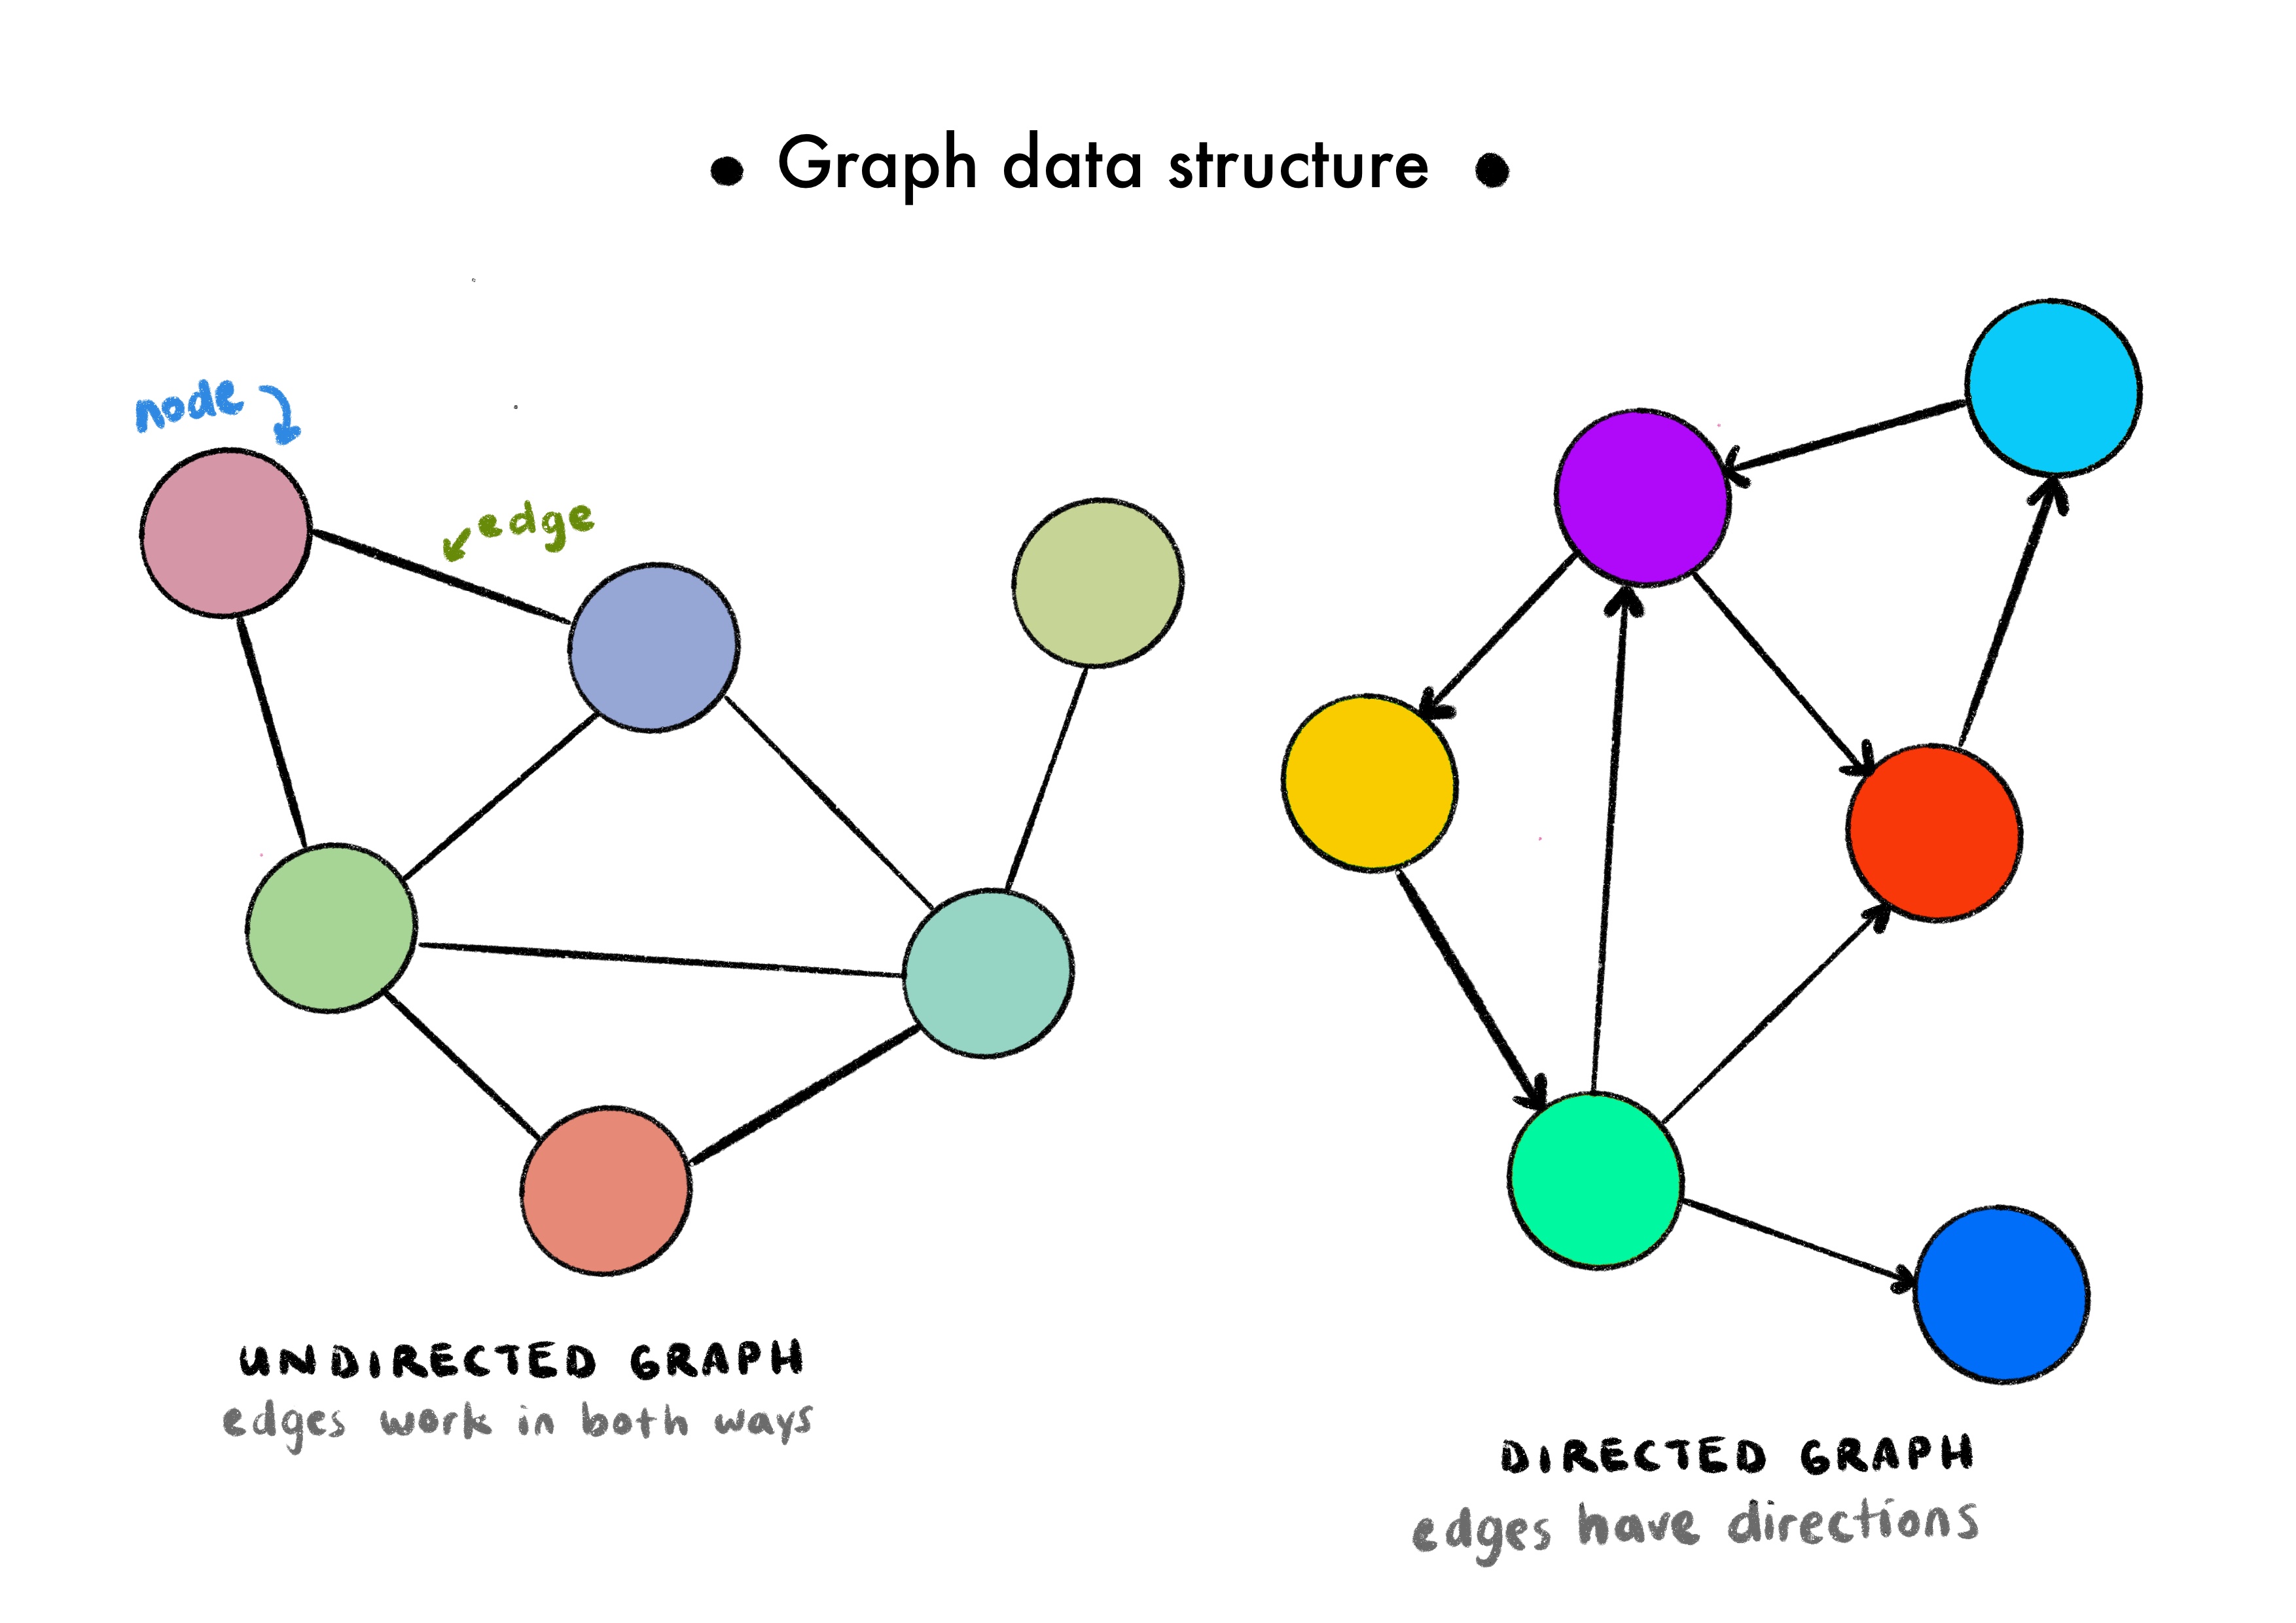 • Graph data structure •
node
edge
UNDIRECTED GRAPH
edges work in both ways
DIRECTED GRAPH
edges have directions